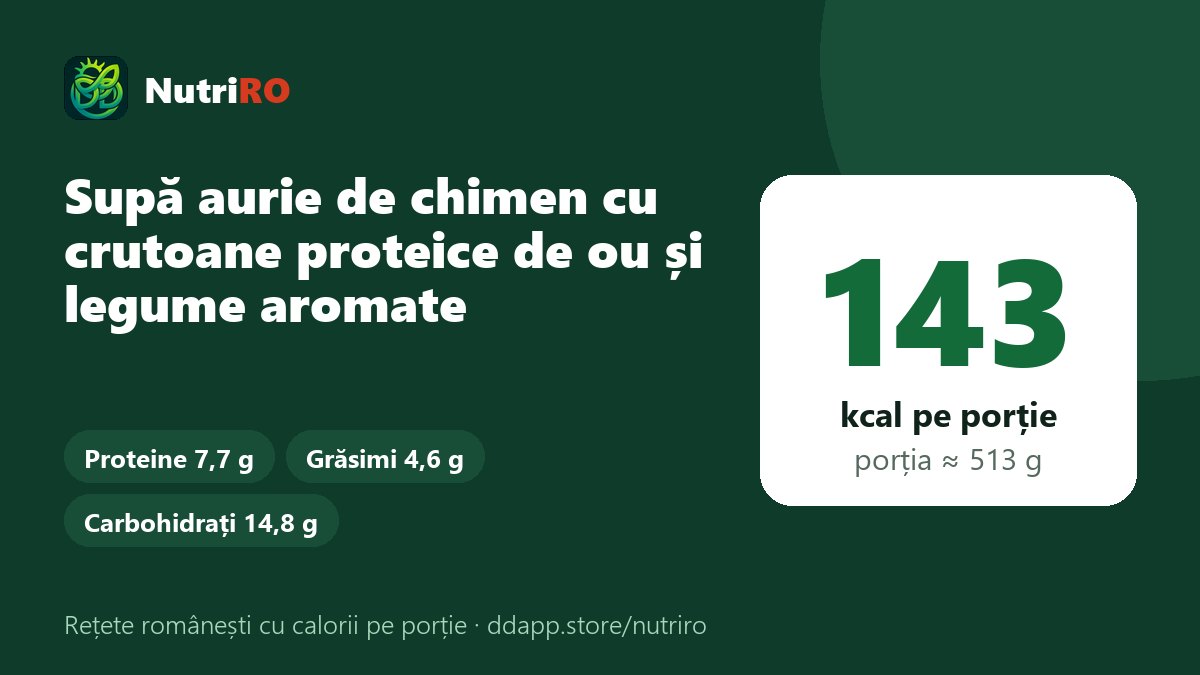 NutriRO
Supă aurie de chimen cu
crutoane proteice de ou și
legume aromate
143
kcal pe porție
porția ≈ 513 g
Proteine 7,7 g
Grăsimi 4,6 g
Carbohidrați 14,8 g
Rețete românești cu calorii pe porție · ddapp.store/nutriro